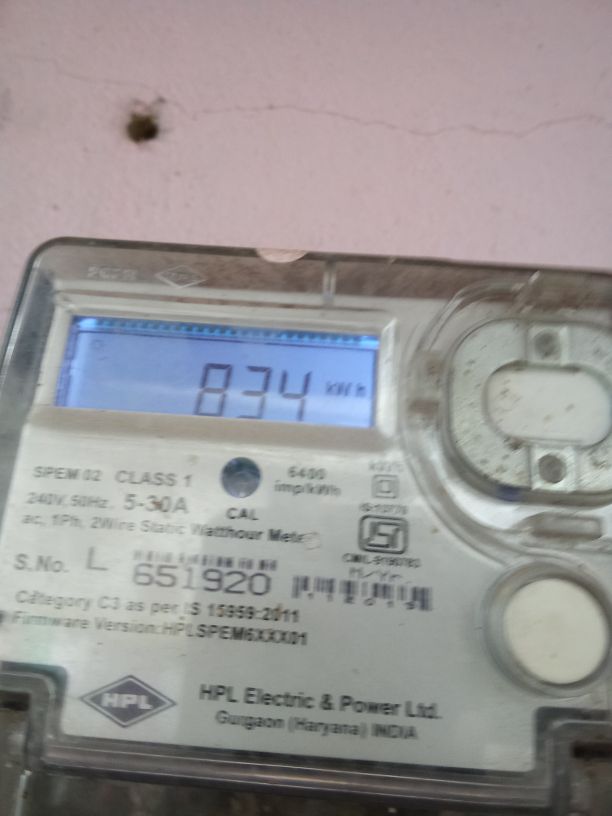 834 kWh
SPEM 02 CLASS 1
6400
imp/kWh
240V, 50Hz, 5-30A
CAL
ac, 1Ph, 2Wire Static Watthour Meter
S.No. L 651920
Category C3 as per IS 15959:2011
Firmware Version:HPLSPEM6XXX01
HPL
HPL Electric & Power Ltd.
Gurgaon (Haryana) INDIA